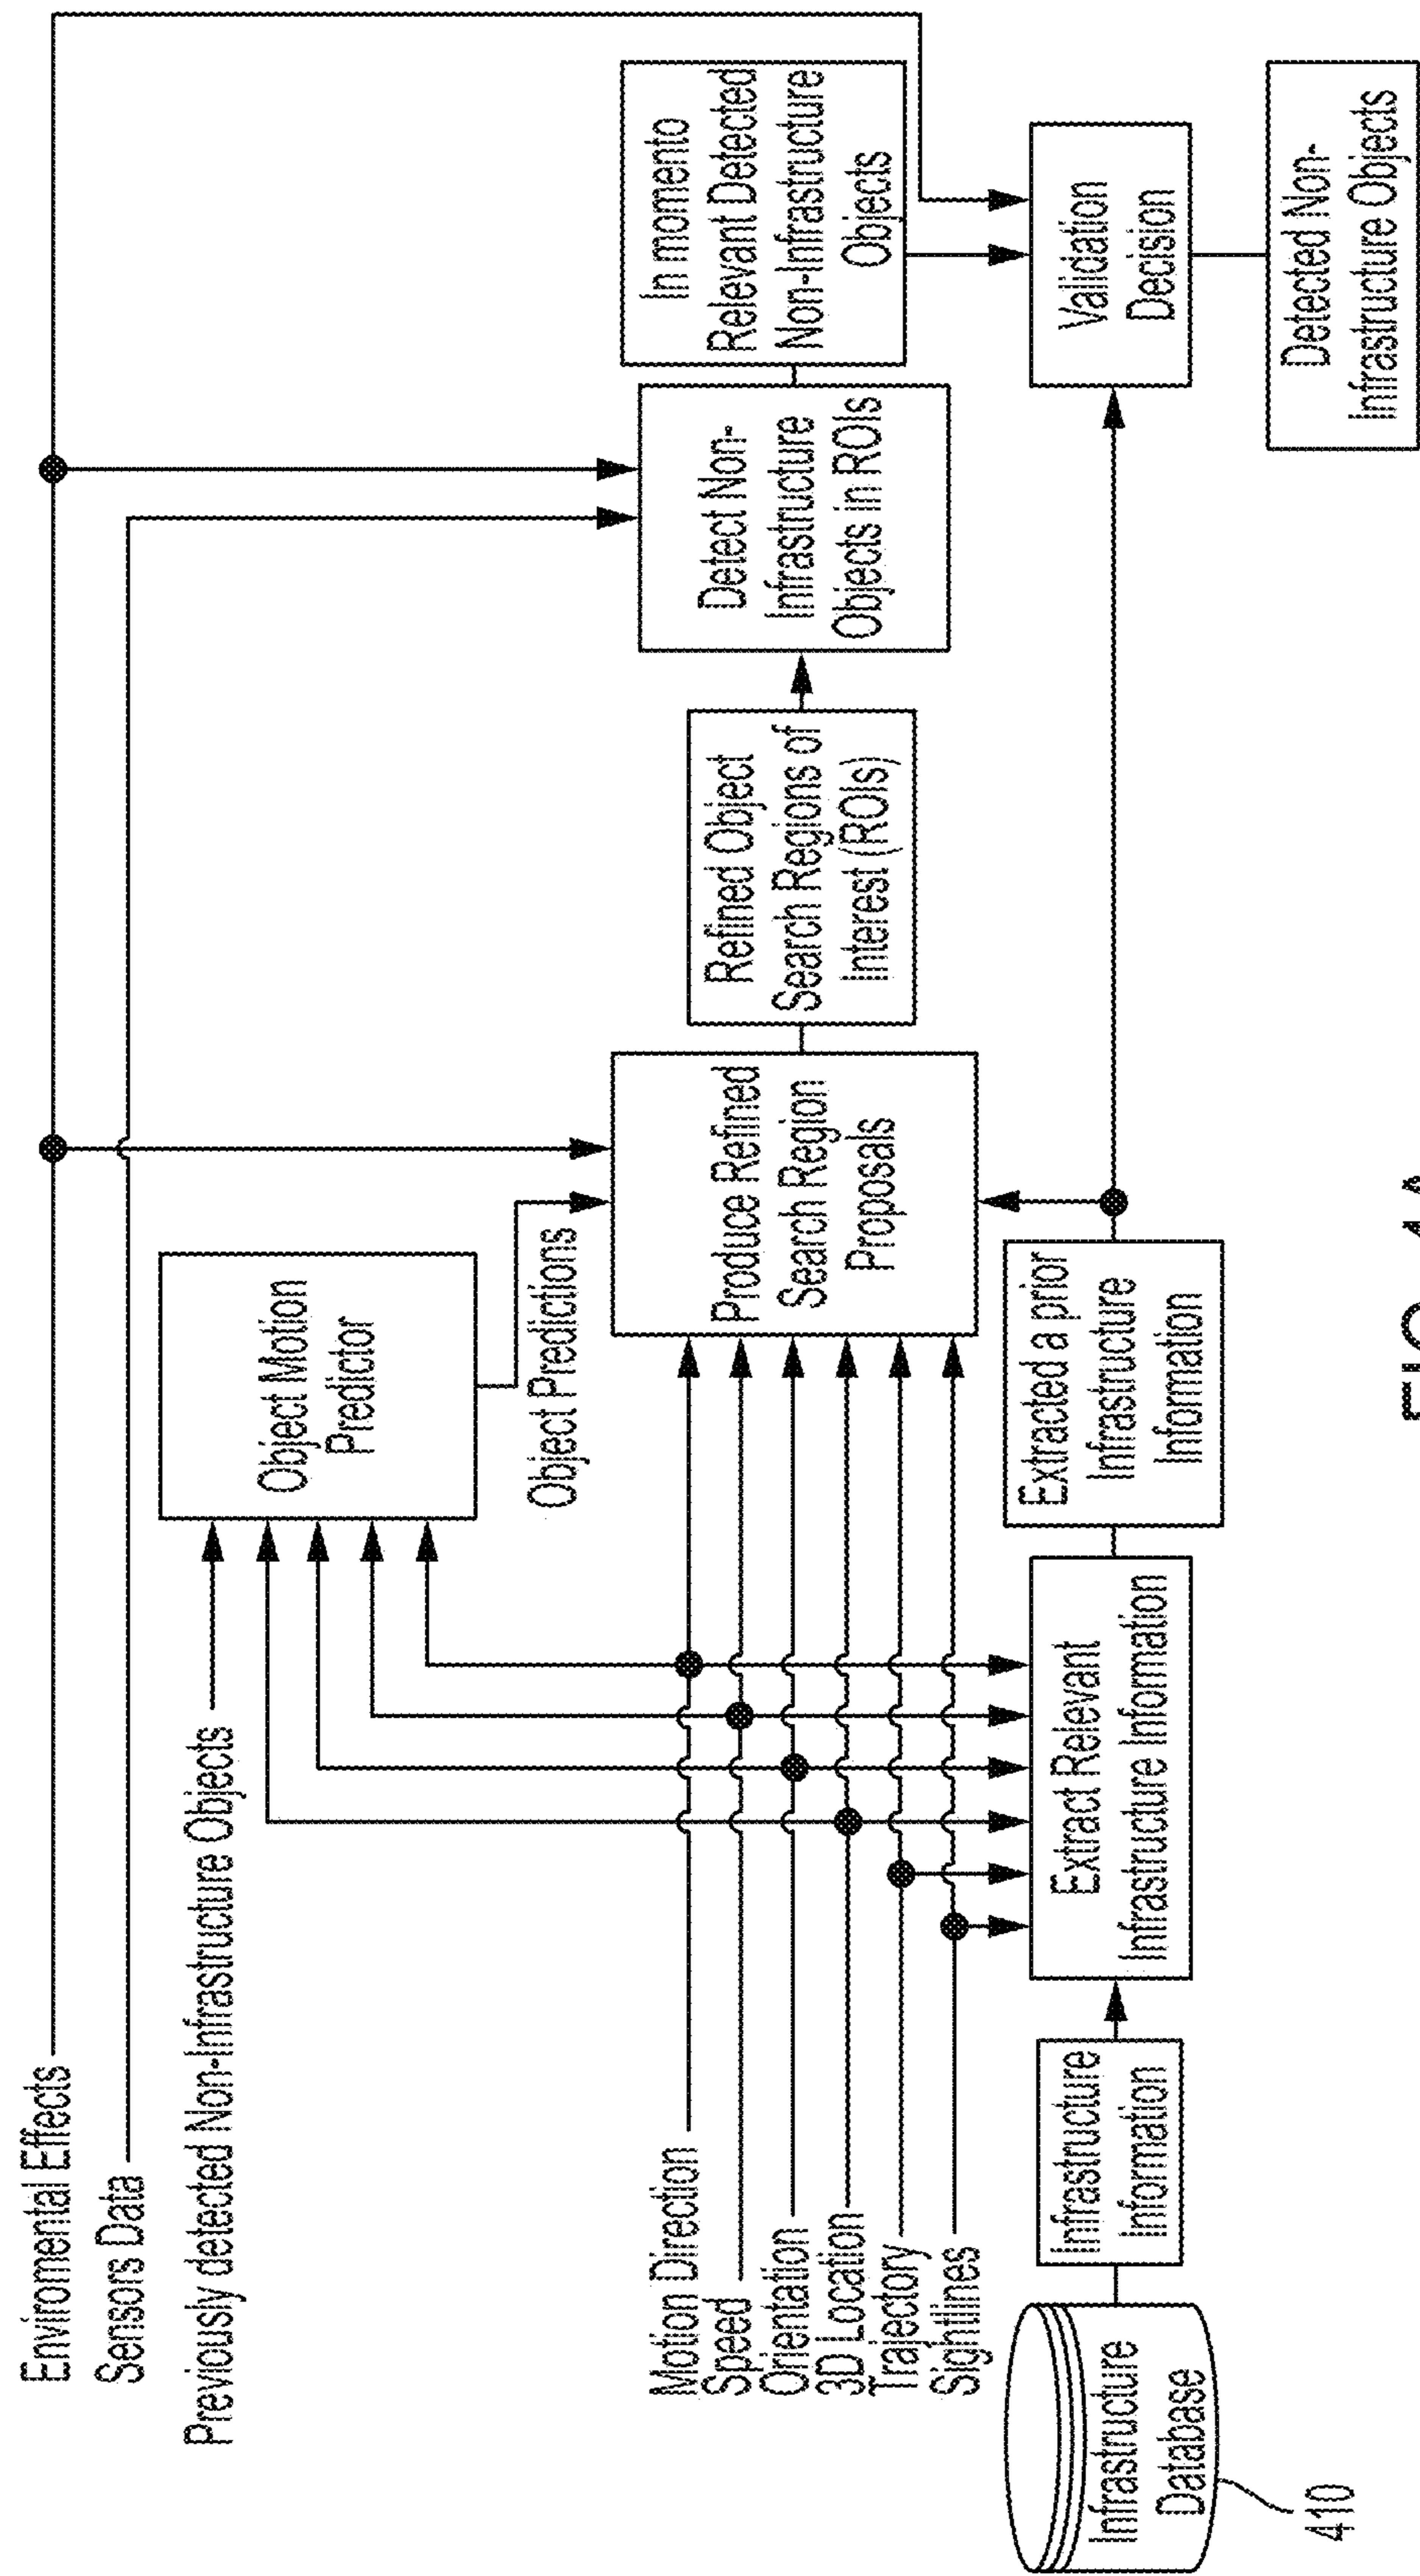 Enviromental Effects
Sensors Data
Previously detected Non-Infrastructure Objects
Object Motion
Predictor
Object Predictions
Motion Direction
Speed
Orientation
3D Location
Trajectory
Sightlines
Produce Refined
Search Region
Proposals
Refined Object
Search Regions of
Interest (ROIs)
Detect Non-
Infrastructure
Objects in ROIs
In momento
Relevant Detected
Non-Infrastructure
Objects
Infrastructure
Database
410
Infrastructure
Information
Extract Relevant
Infrastructure Information
Extracted a prior
Infrastructure
Information
Validation
Decision
Detected Non-
Infrastructure Objects